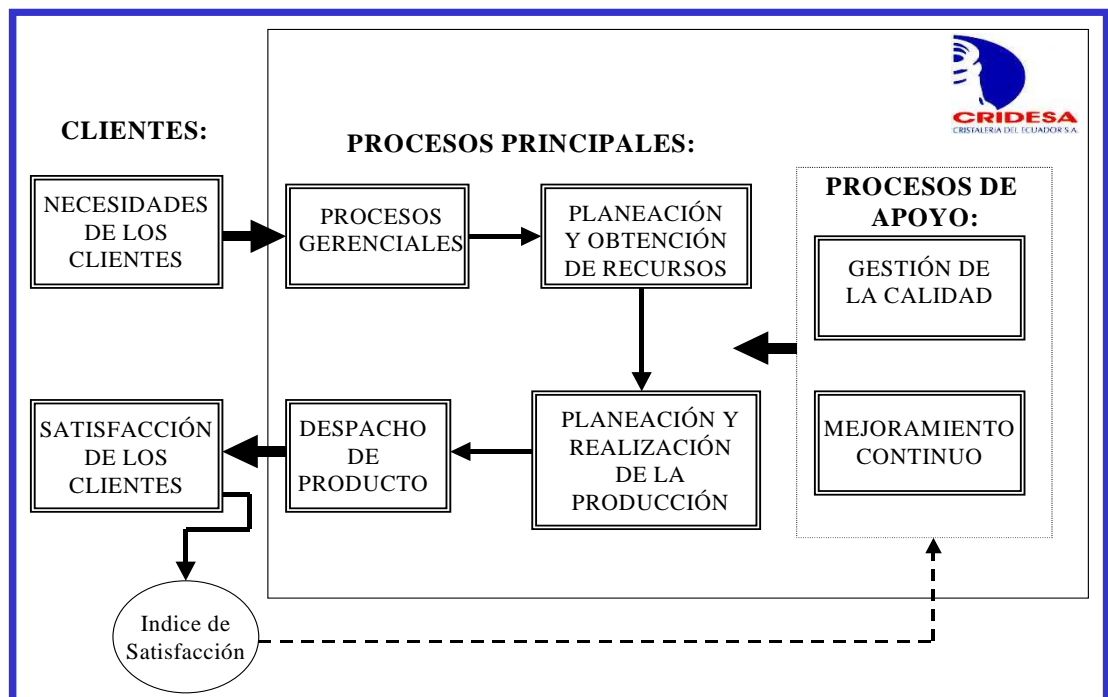 CRIDESA
CRISTALERIA DEL ECUADOR S.A.
CLIENTES:
PROCESOS PRINCIPALES:
NECESIDADES
DE LOS
CLIENTES
PROCESOS
GERENCIALES
PLANEACIÓN
Y OBTENCIÓN
DE RECURSOS
PROCESOS DE
APOYO:
GESTIÓN DE
LA CALIDAD
SATISFACCIÓN
DE LOS
CLIENTES
DESPACHO
DE
PRODUCTO
PLANEACIÓN Y
REALIZACIÓN
DE LA
PRODUCCIÓN
MEJORAMIENTO
CONTINUO
Indice de
Satisfacción